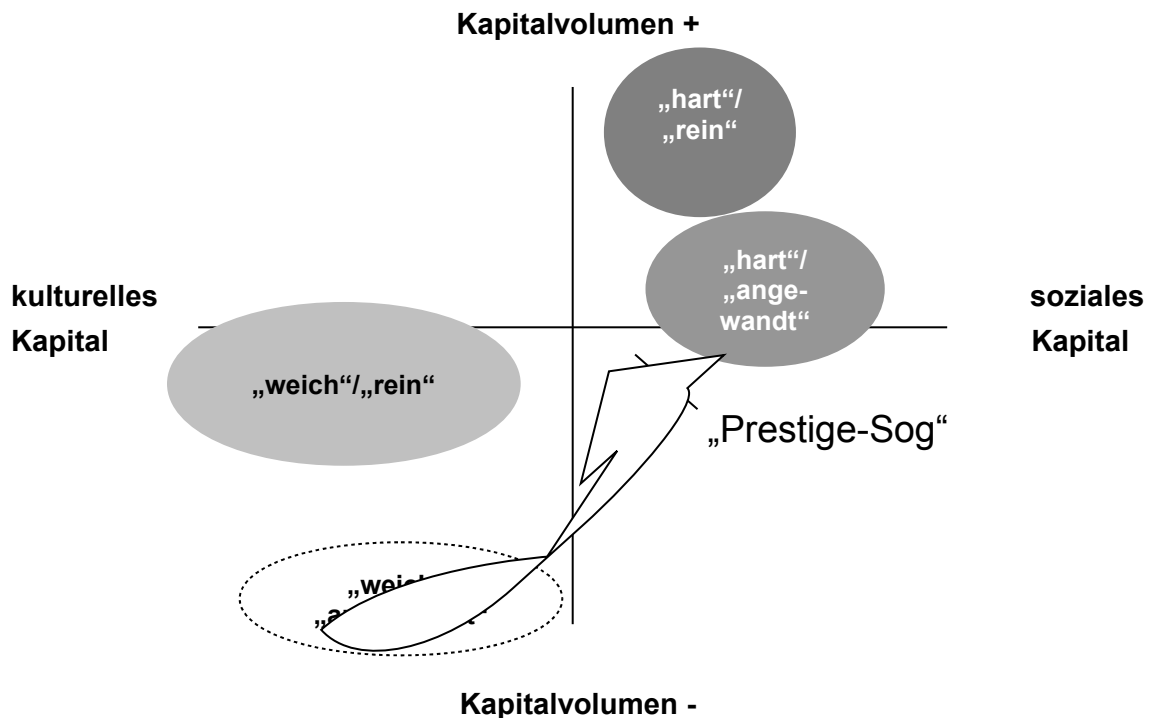 Kapitalvolumen +
„hart“/
„rein“
„hart“/
„ange-
wandt“
kulturelles
Kapital
soziales
Kapital
„weich“/„rein“
„Prestige-Sog“
Kapitalvolumen -